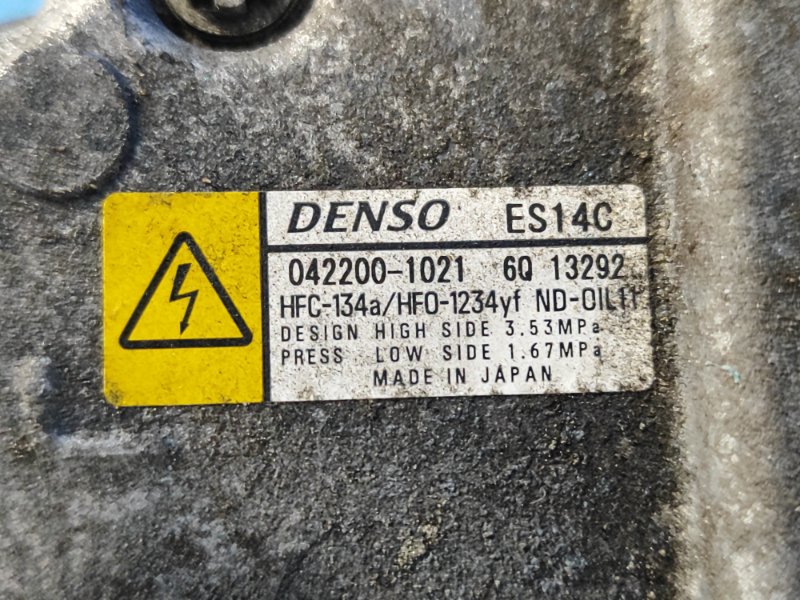 DENSO ES14C
042200-1021 6Q 13292
HFC-134a/HFO-1234yf ND-OIL11
DESIGN HIGH SIDE 3.53MPa
PRESS LOW SIDE 1.67MPa
MADE IN JAPAN